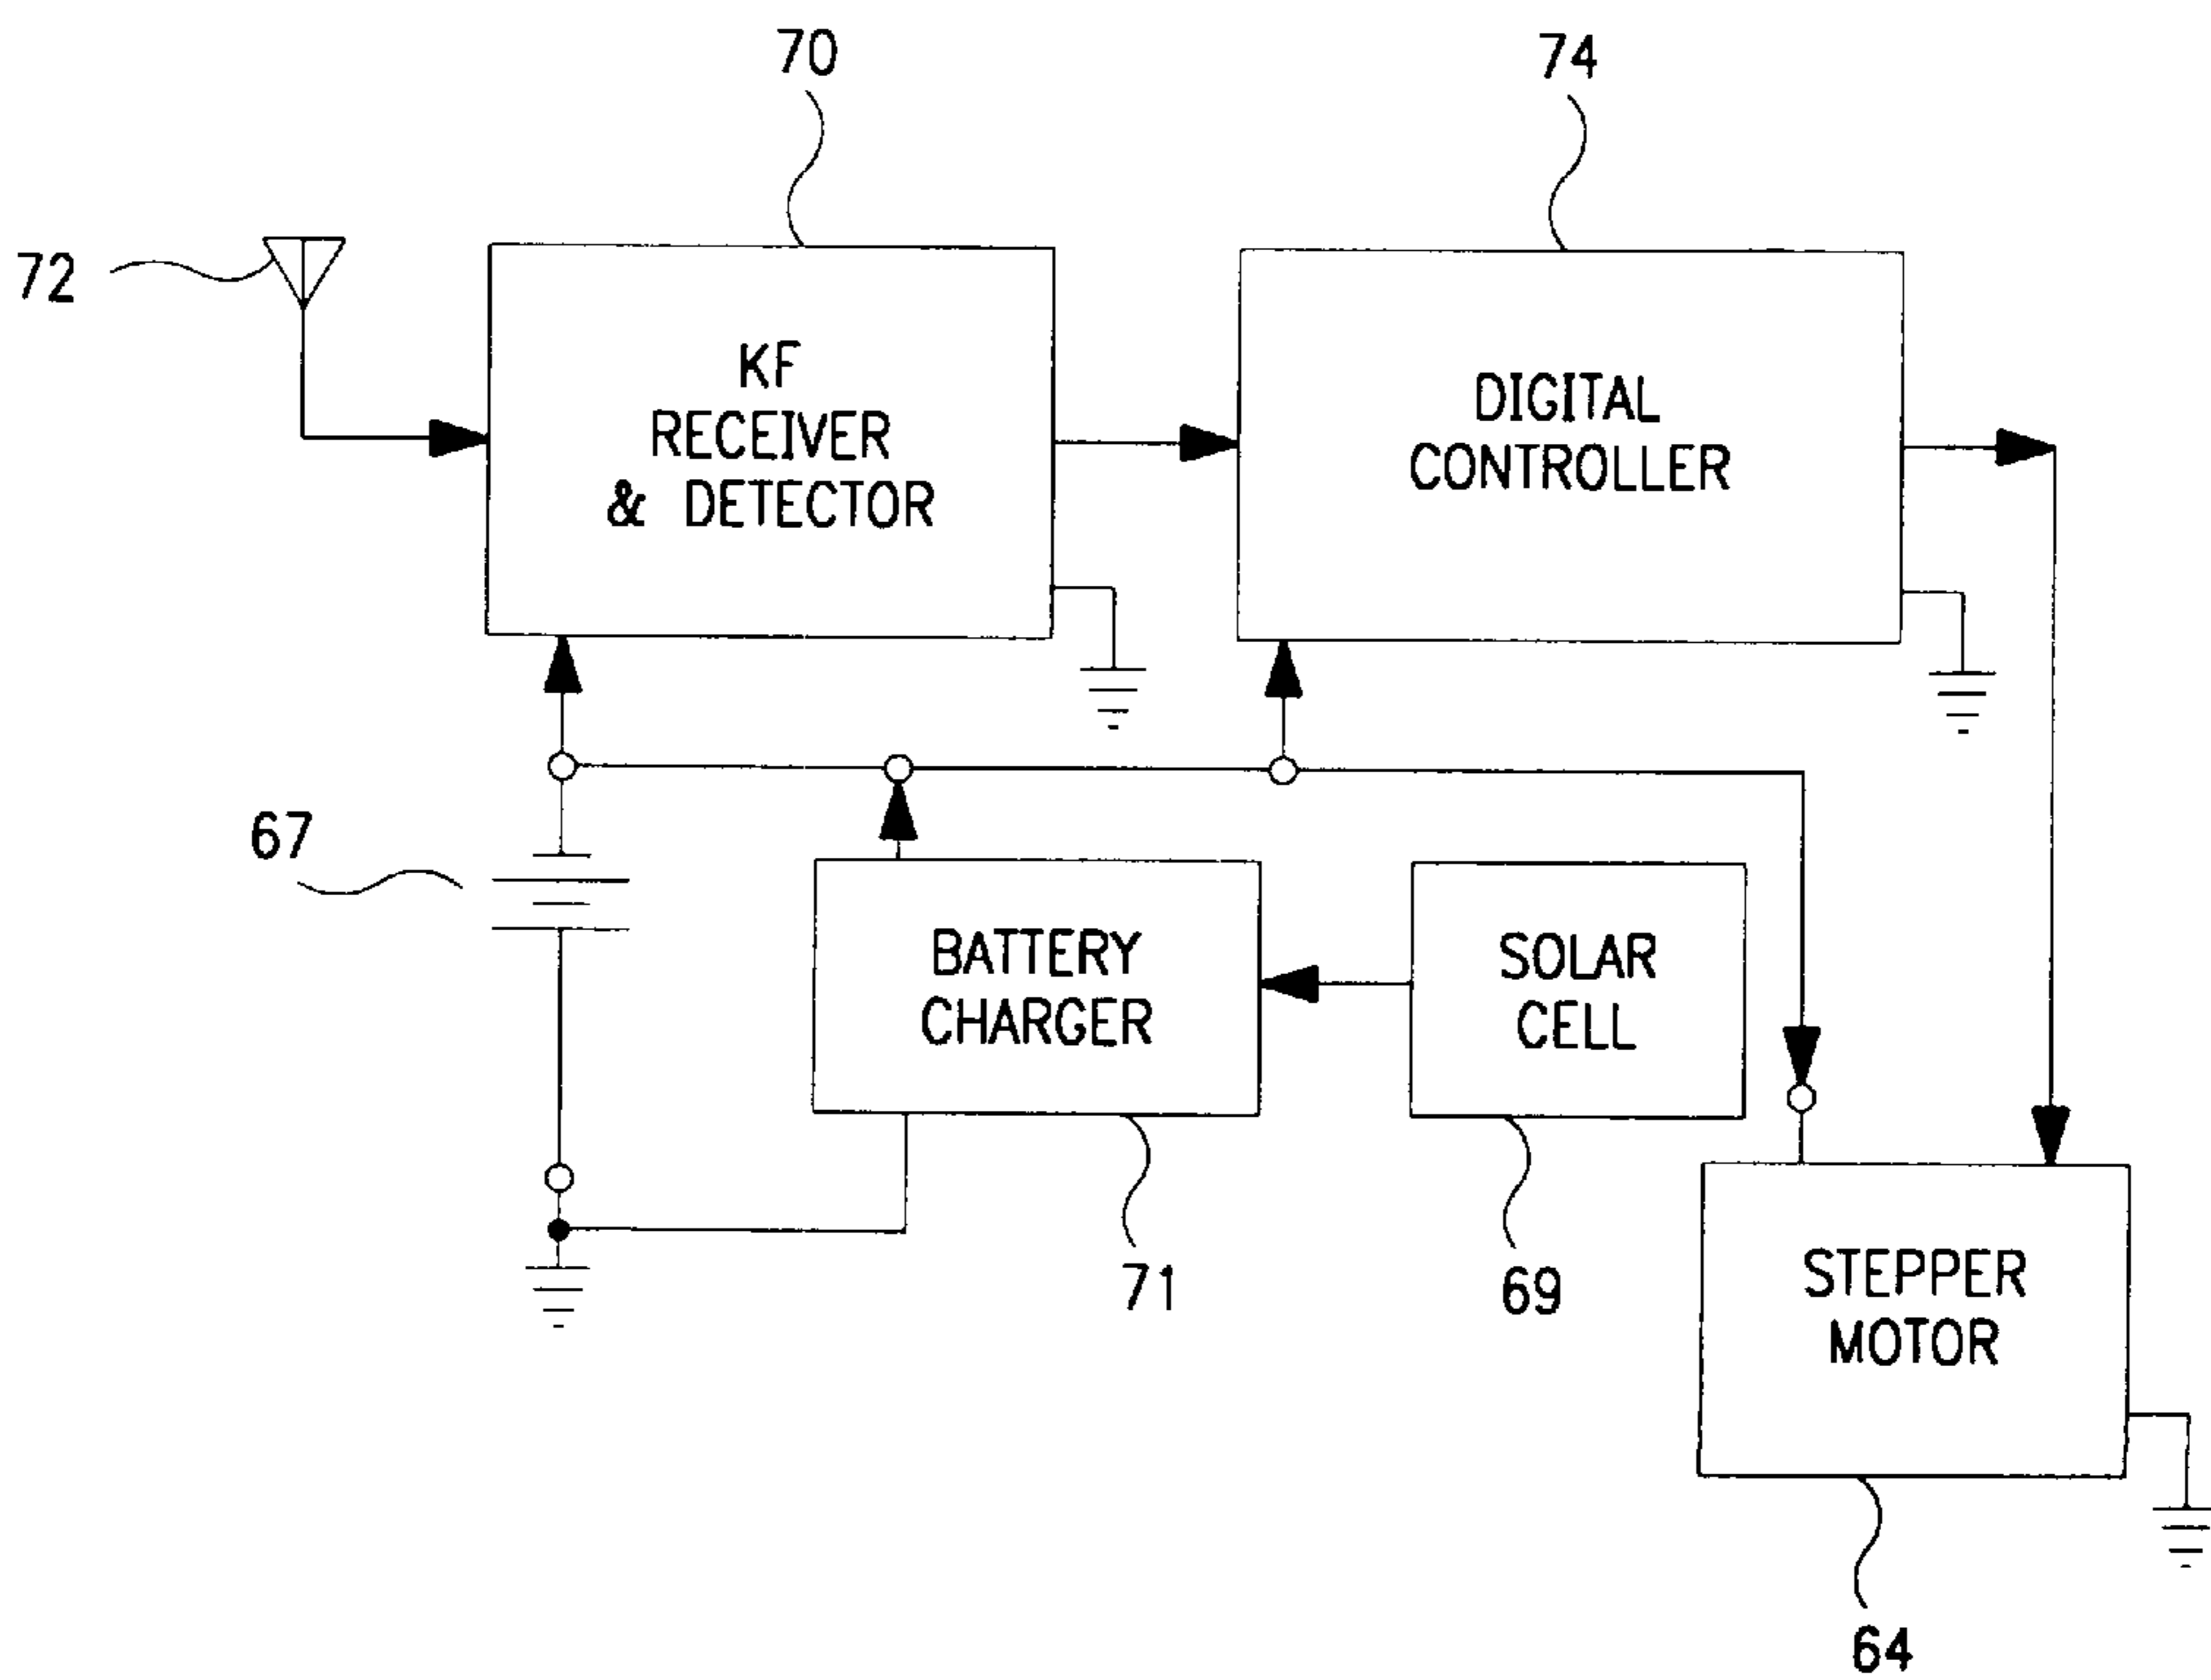 70
74
72
KF
RECEIVER
& DETECTOR
DIGITAL
CONTROLLER
67
BATTERY
CHARGER
SOLAR
CELL
71
69
STEPPER
MOTOR
64